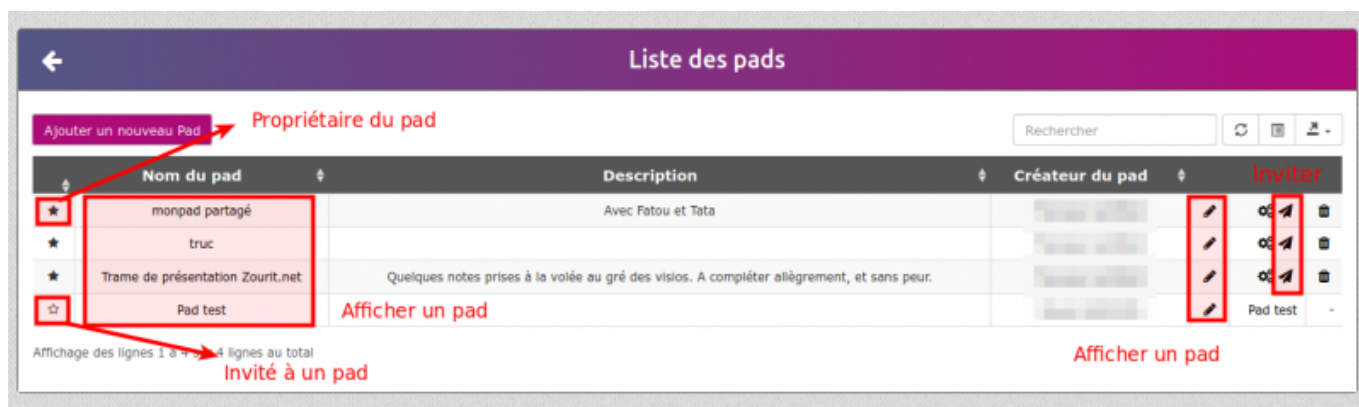 Liste des pads
Ajouter un nouveau Pad
Propriétaire du pad
Rechercher
Inviter
Nom du pad Description Créateur du pad
monpad partagé Avec Fatou et Tata
truc
Trame de présentation Zourit.net Quelques notes prises à la volée au gré des visios. A compléter allègrement, et sans peur.
Pad test Afficher un pad Pad test -
Affichage des lignes 1 à 4 4 lignes au total
Afficher un pad
Invité à un pad